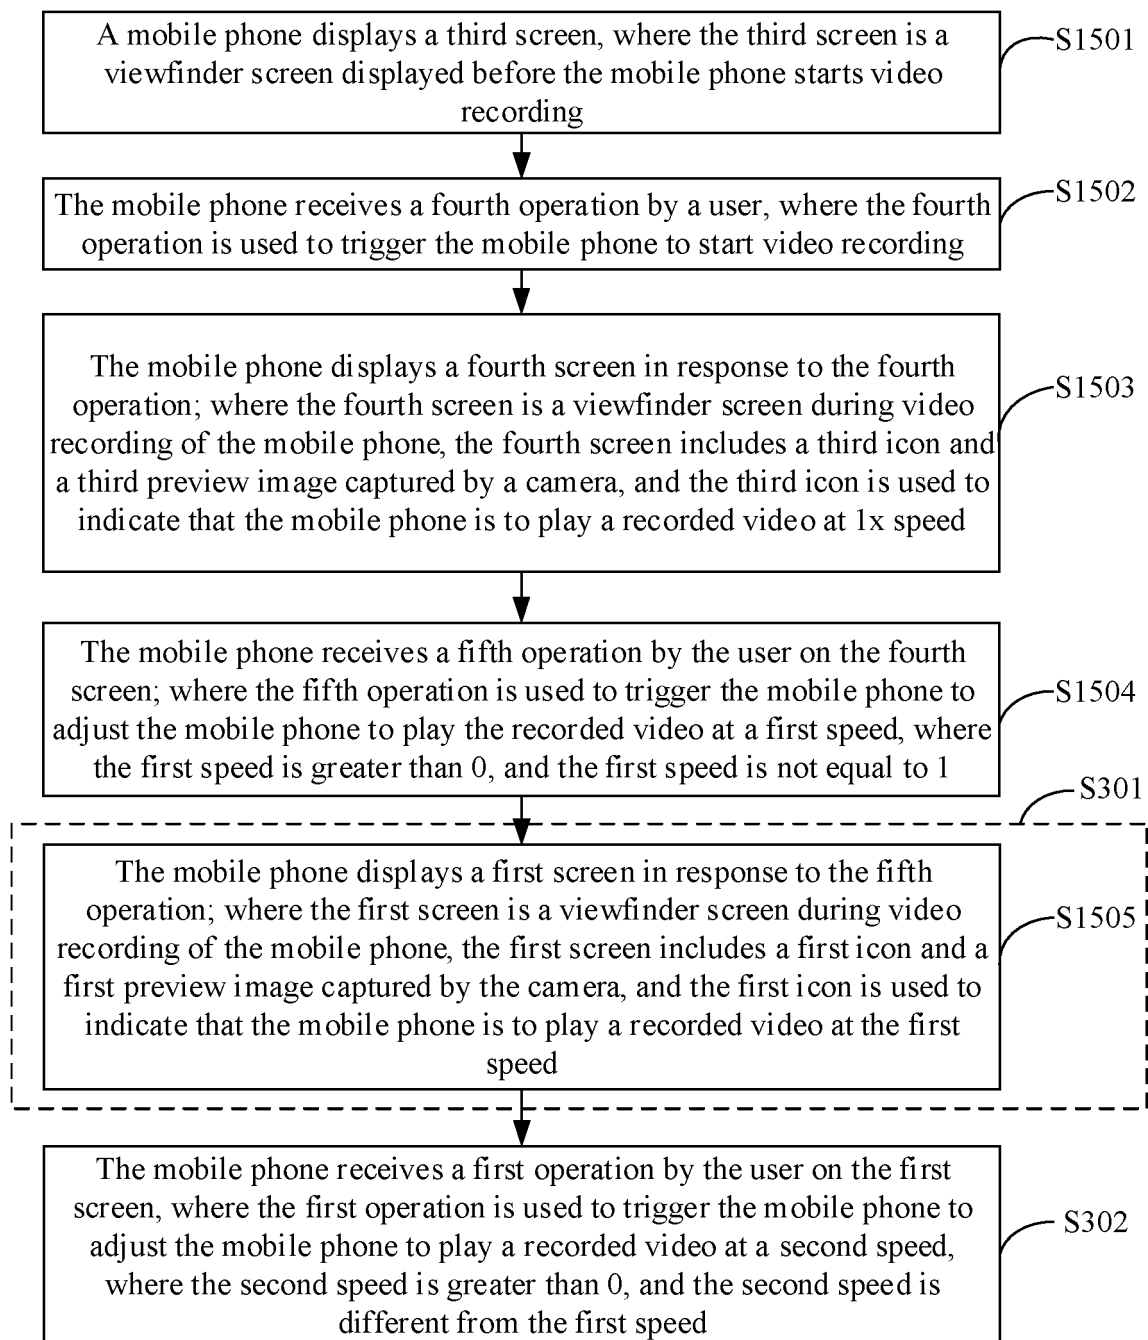 A mobile phone displays a third screen, where the third screen is a
viewfinder screen displayed before the mobile phone starts video
recording
S1501
The mobile phone receives a fourth operation by a user, where the fourth
operation is used to trigger the mobile phone to start video recording
S1502
The mobile phone displays a fourth screen in response to the fourth
operation; where the fourth screen is a viewfinder screen during video
recording of the mobile phone, the fourth screen includes a third icon and
a third preview image captured by a camera, and the third icon is used to
indicate that the mobile phone is to play a recorded video at 1x speed
S1503
The mobile phone receives a fifth operation by the user on the fourth
screen; where the fifth operation is used to trigger the mobile phone to
adjust the mobile phone to play the recorded video at a first speed, where
the first speed is greater than 0, and the first speed is not equal to 1
S1504
S301
The mobile phone displays a first screen in response to the fifth
operation; where the first screen is a viewfinder screen during video
recording of the mobile phone, the first screen includes a first icon and a
first preview image captured by the camera, and the first icon is used to
indicate that the mobile phone is to play a recorded video at the first
speed
S1505
The mobile phone receives a first operation by the user on the first
screen, where the first operation is used to trigger the mobile phone to
adjust the mobile phone to play a recorded video at a second speed,
where the second speed is greater than 0, and the second speed is
different from the first speed
S302